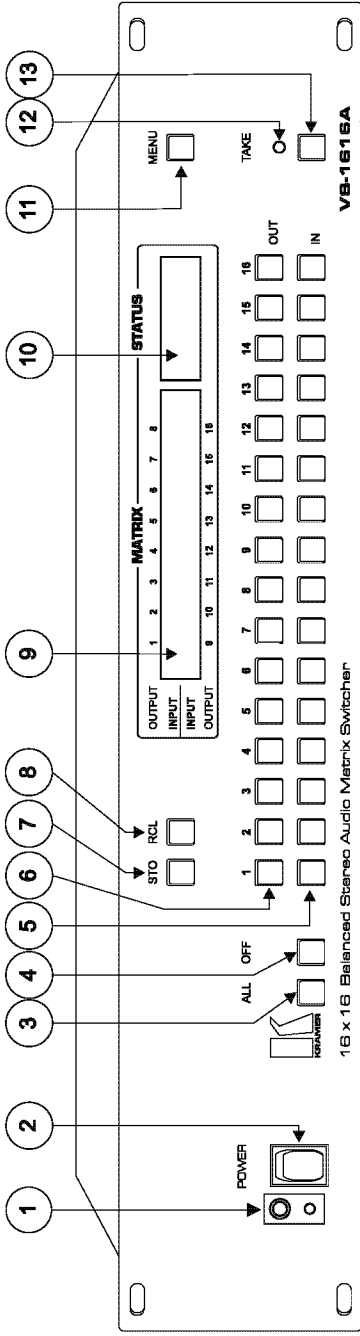 1 2 3 4 5 6 7 8 9 10 11 12 13
POWER
KRAMER
ALL OFF
STO RCL
MATRIX STATUS
OUTPUT 1 2 3 4 5 6 7 8
INPUT
INPUT
OUTPUT 9 10 11 12 13 14 15 16
MENU
TAKE
1 2 3 4 5 6 7 8 9 10 11 12 13 14 15 16
OUT
IN
16 x 16 Balanced Stereo Audio Matrix Switcher
VS-1616A